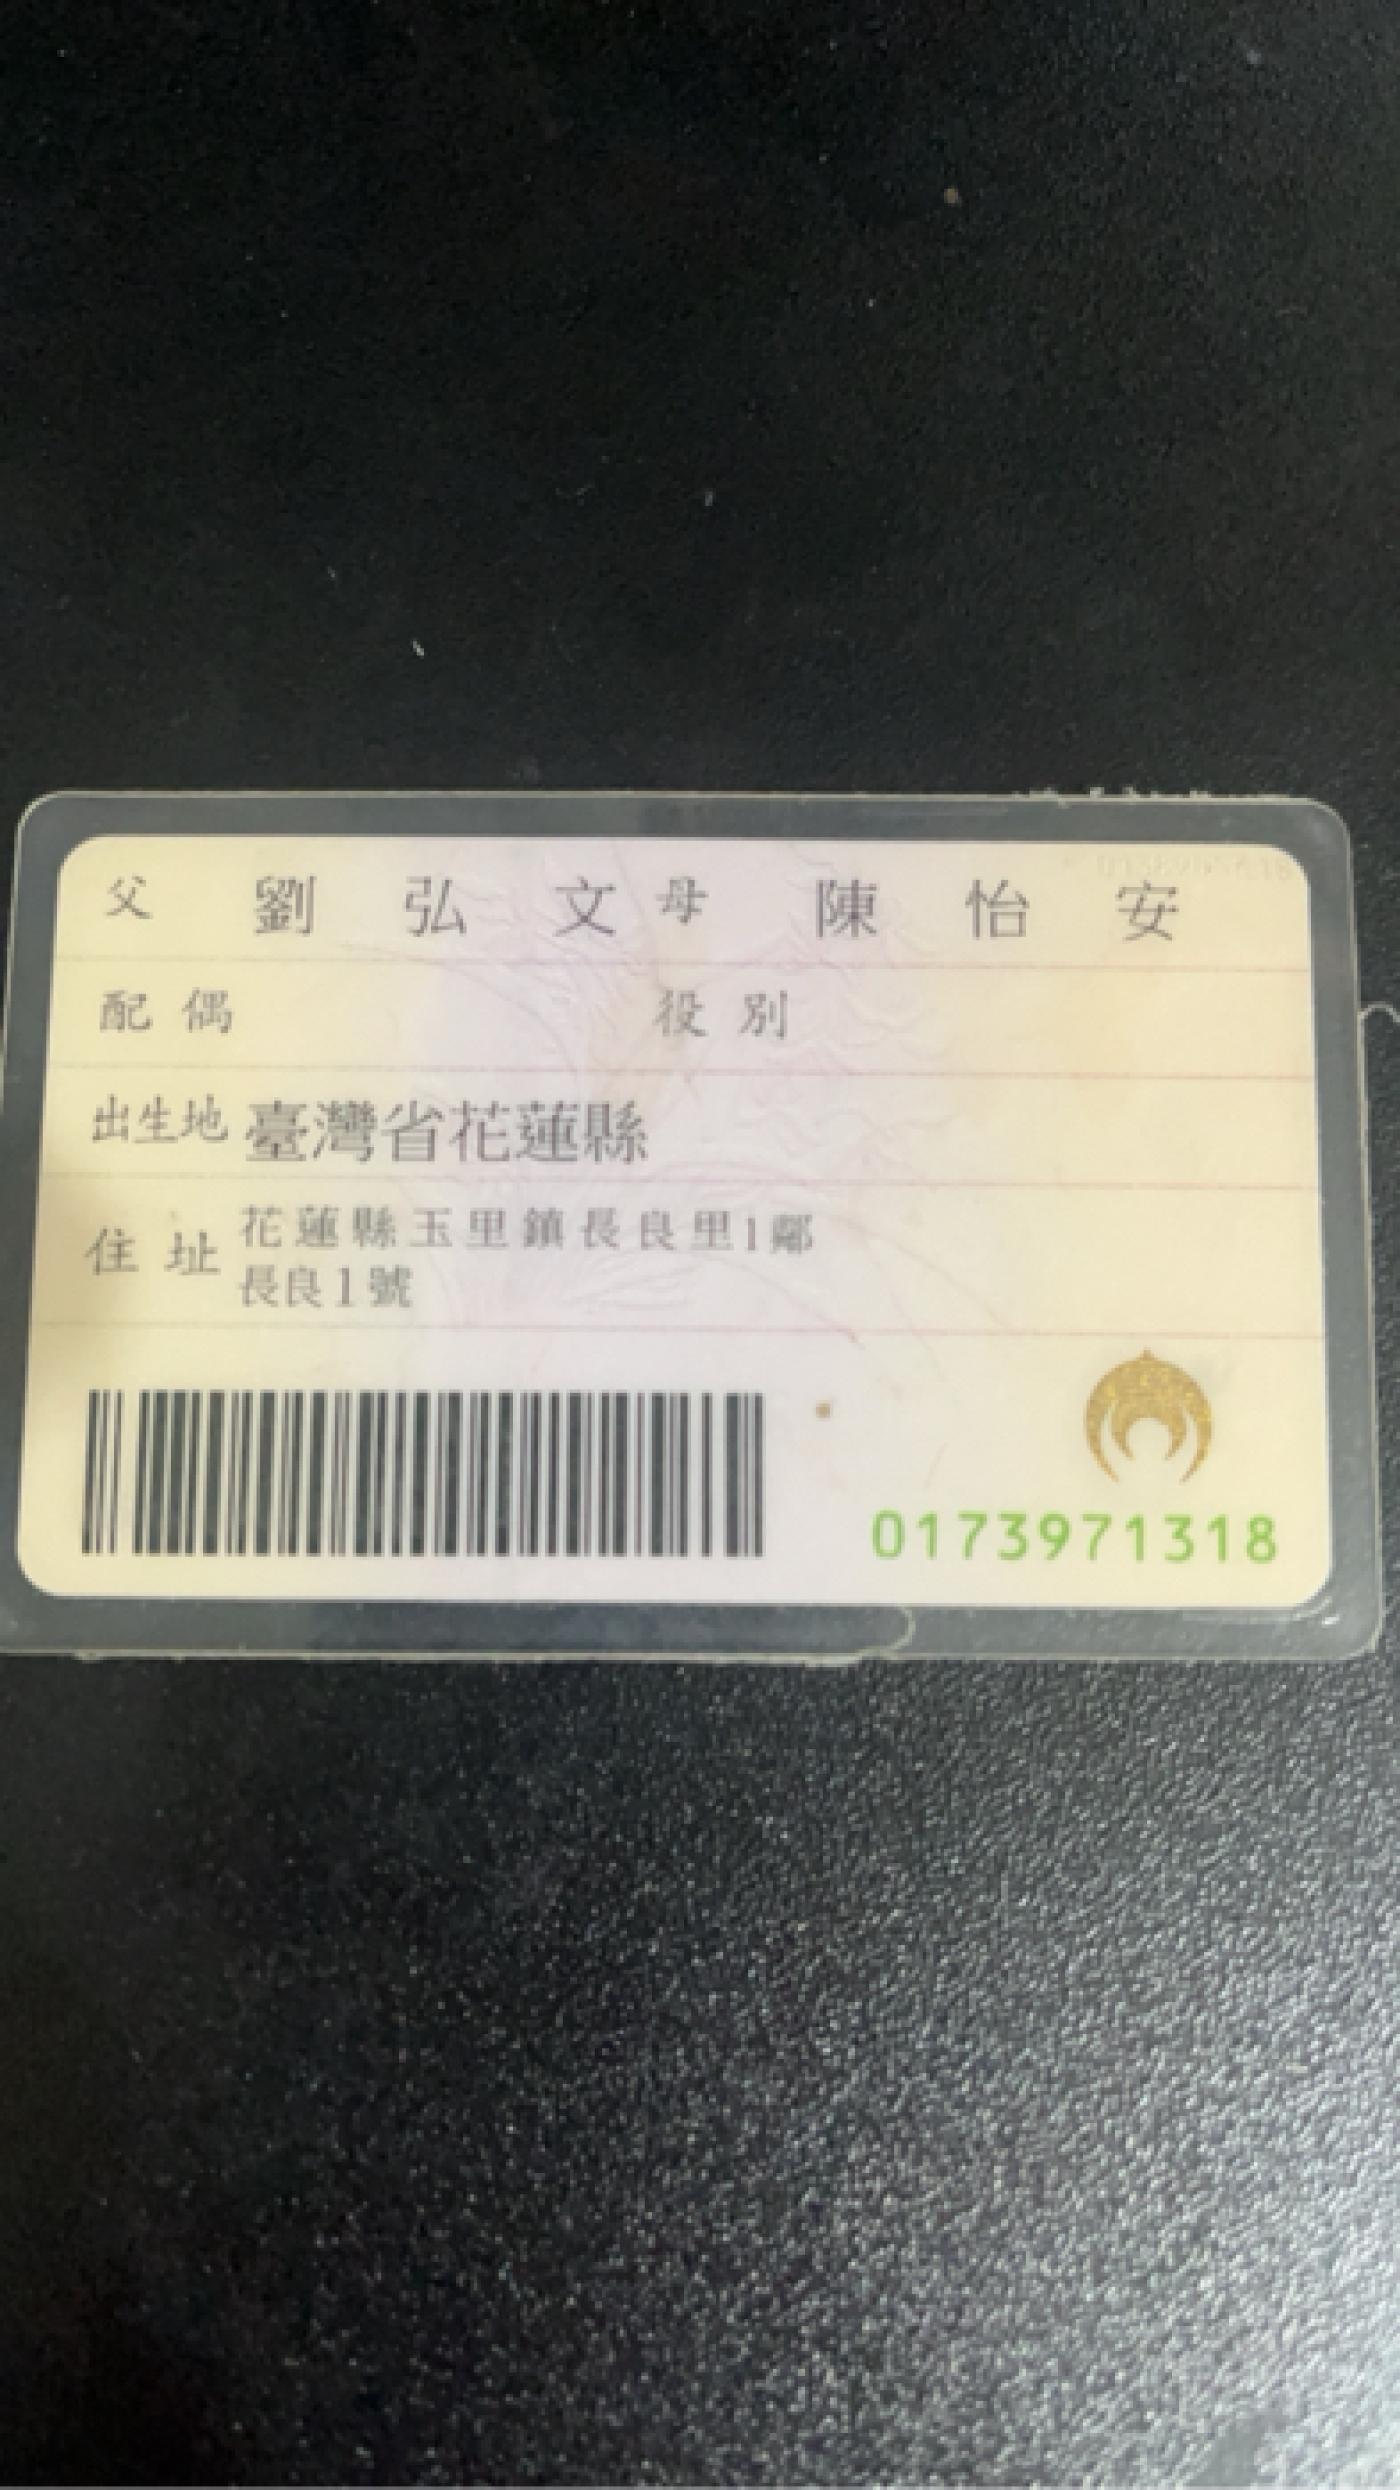 父 劉弘文 母 陳怡安
配偶 役別
出生地 臺灣省花蓮縣
住址 花蓮縣玉里鎮長良里1鄰
長良1號
0173971318